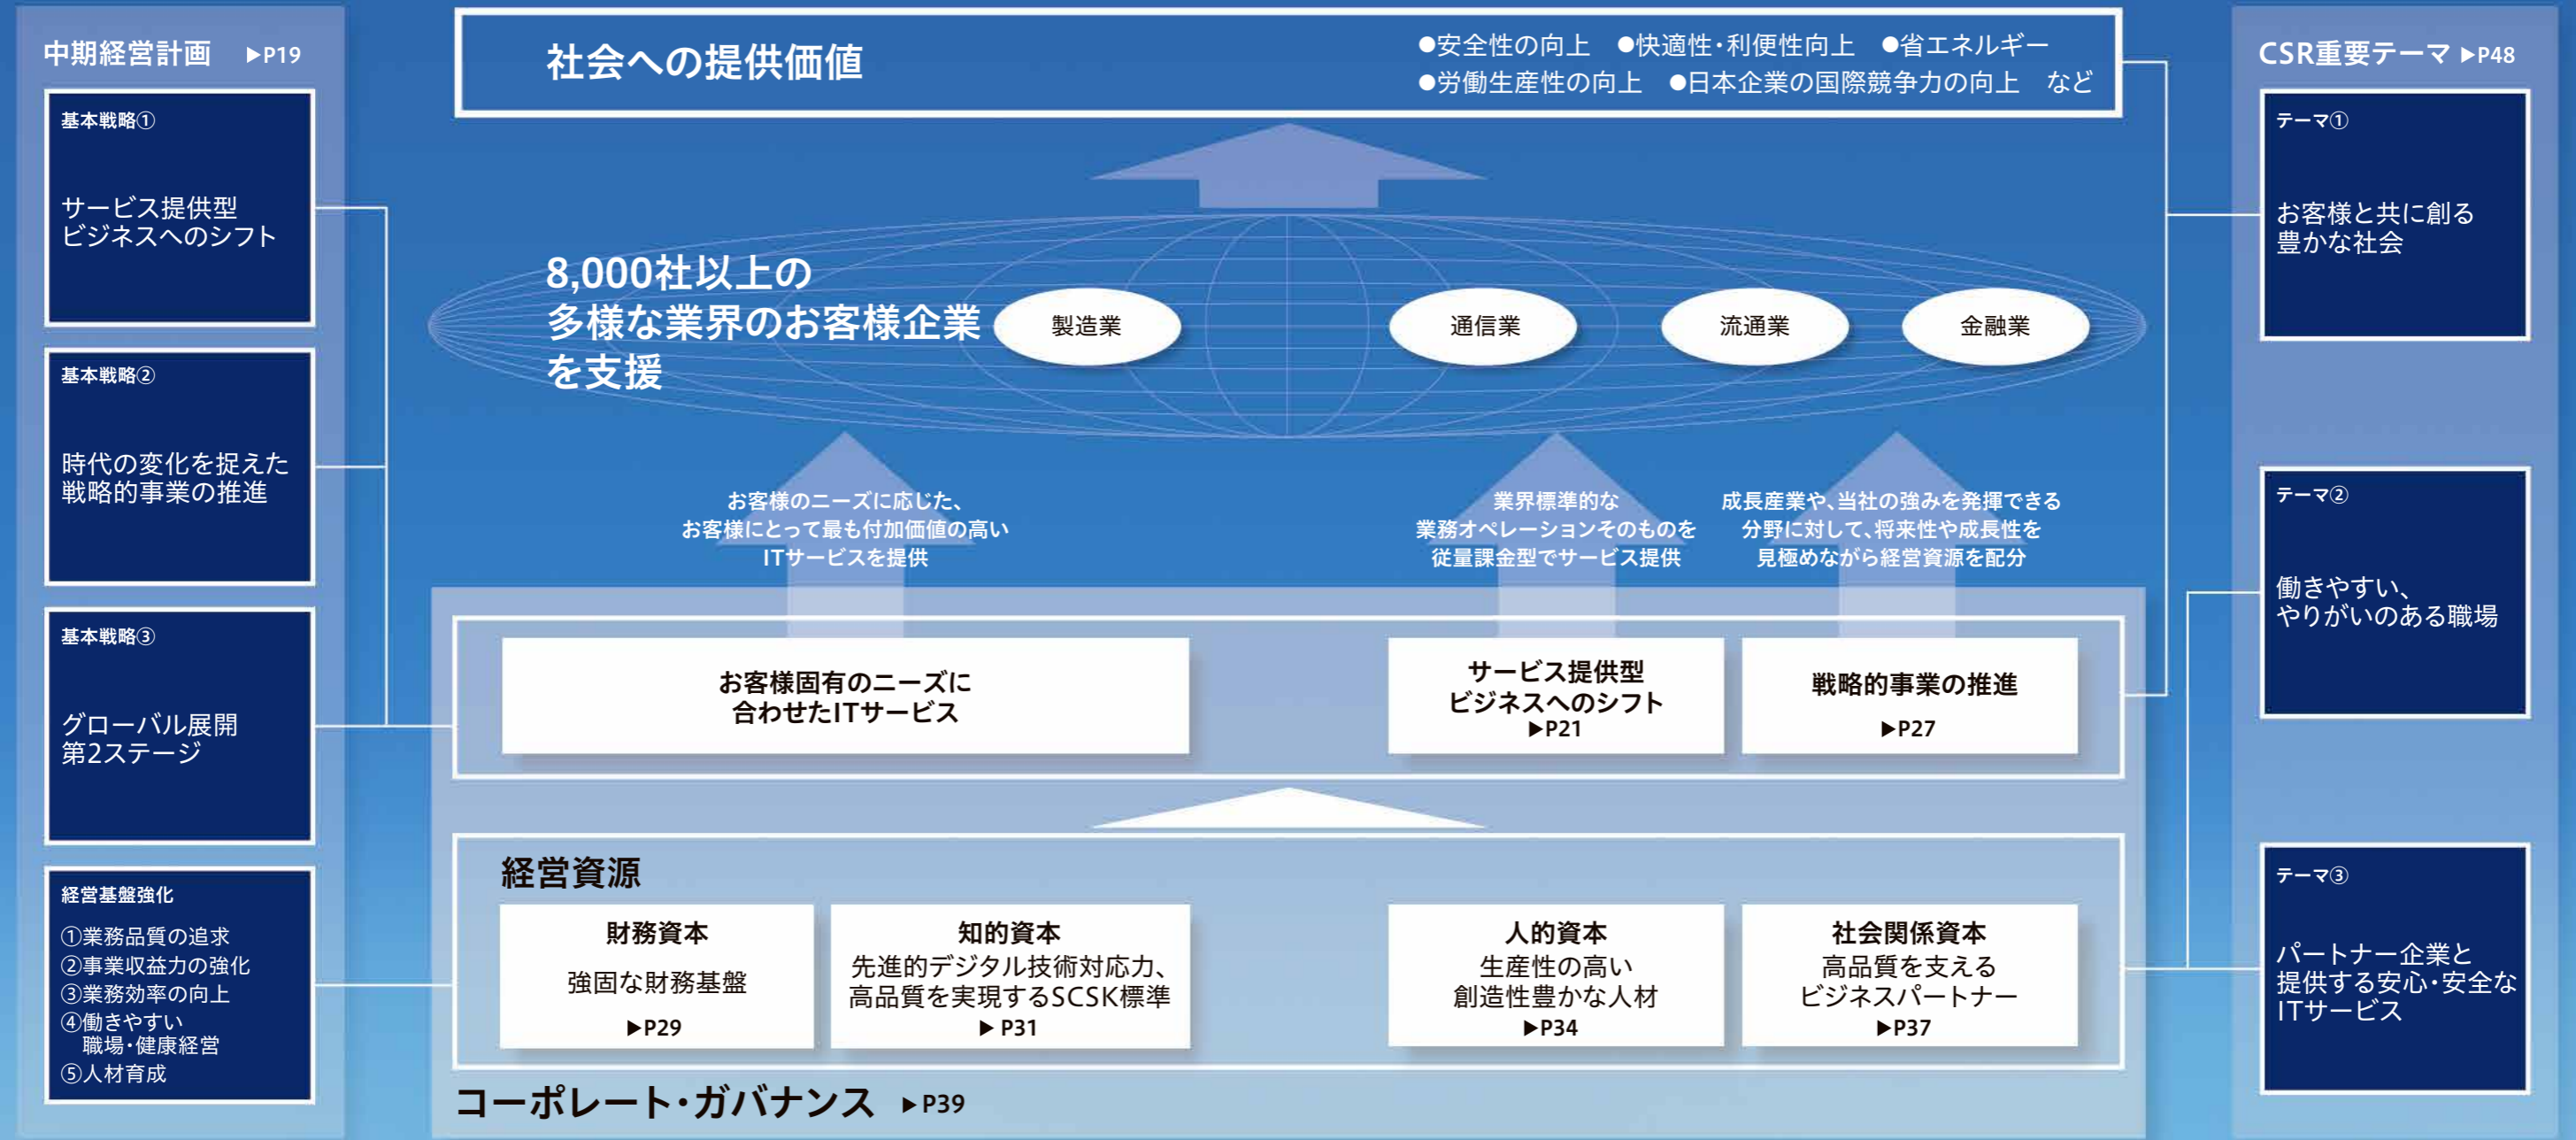 中期経営計画 ▶P19
基本戦略①
サービス提供型
ビジネスへのシフト
基本戦略②
時代の変化を捉えた
戦略的事業の推進
基本戦略③
グローバル展開
第2ステージ
経営基盤強化
①業務品質の追求
②事業収益力の強化
③業務効率の向上
④働きやすい
職場・健康経営
⑤人材育成
社会への提供価値
●安全性の向上 ●快適性・利便性向上 ●省エネルギー
●労働生産性の向上 ●日本企業の国際競争力の向上 など
8,000社以上の
多様な業界のお客様企業
を支援
製造業
通信業
流通業
金融業
お客様のニーズに応じた、
お客様にとって最も付加価値の高い
ITサービスを提供
業界標準的な
業務オペレーションそのものを
従量課金型でサービス提供
成長産業や、当社の強みを発揮できる
分野に対して、将来性や成長性を
見極めながら経営資源を配分
お客様固有のニーズに
合わせたITサービス
サービス提供型
ビジネスへのシフト
▶P21
戦略的事業の推進
▶P27
経営資源
財務資本
強固な財務基盤
▶P29
知的資本
先進的デジタル技術対応力、
高品質を実現するSCSK標準
▶ P31
人的資本
生産性の高い
創造性豊かな人材
▶P34
社会関係資本
高品質を支える
ビジネスパートナー
▶P37
コーポレート・ガバナンス ▶P39
CSR重要テーマ ▶P48
テーマ①
お客様と共に創る
豊かな社会
テーマ②
働きやすい、
やりがいのある職場
テーマ③
パートナー企業と
提供する安心・安全な
ITサービス